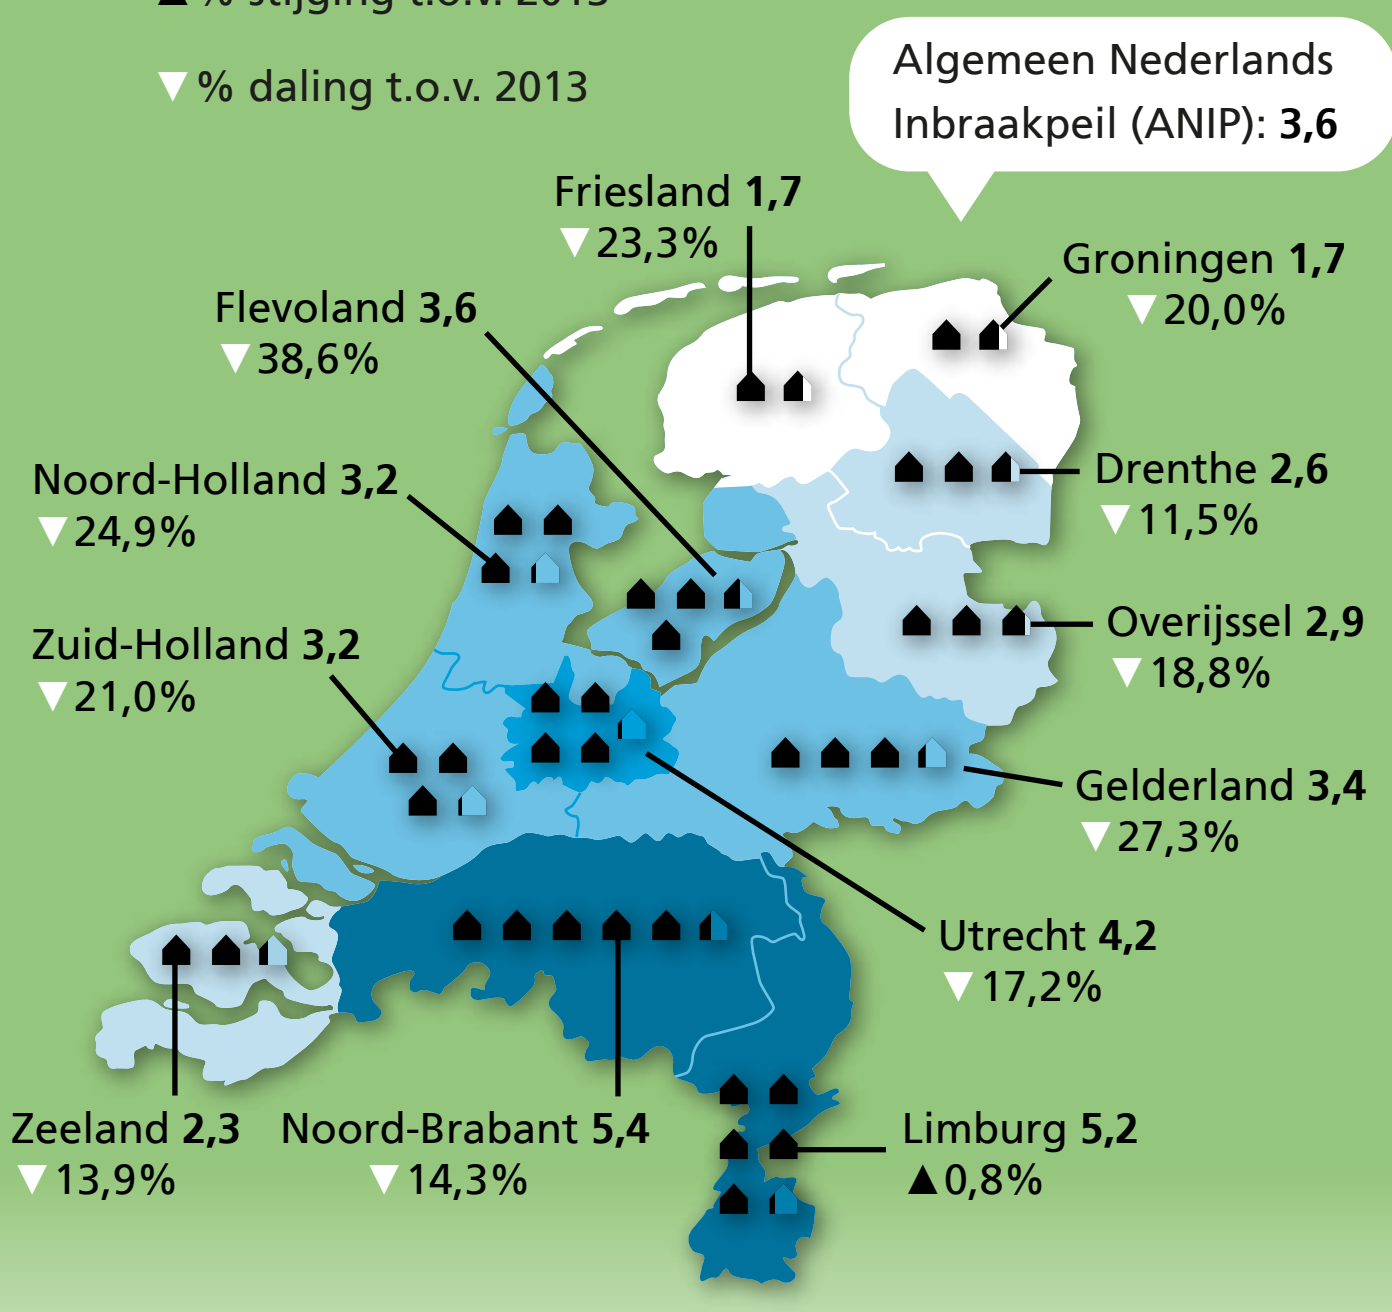 ▲ % stijging t.o.v. 2013
▼ % daling t.o.v. 2013
Algemeen Nederlands
Inbraakpeil (ANIP): 3,6
Friesland 1,7
▼ 23,3%
Groningen 1,7
▼ 20,0%
Flevoland 3,6
▼ 38,6%
Noord-Holland 3,2
▼ 24,9%
Drenthe 2,6
▼ 11,5%
Zuid-Holland 3,2
▼ 21,0%
Overijssel 2,9
▼ 18,8%
Gelderland 3,4
▼ 27,3%
Utrecht 4,2
▼ 17,2%
Zeeland 2,3
▼ 13,9%
Noord-Brabant 5,4
▼ 14,3%
Limburg 5,2
▲ 0,8%